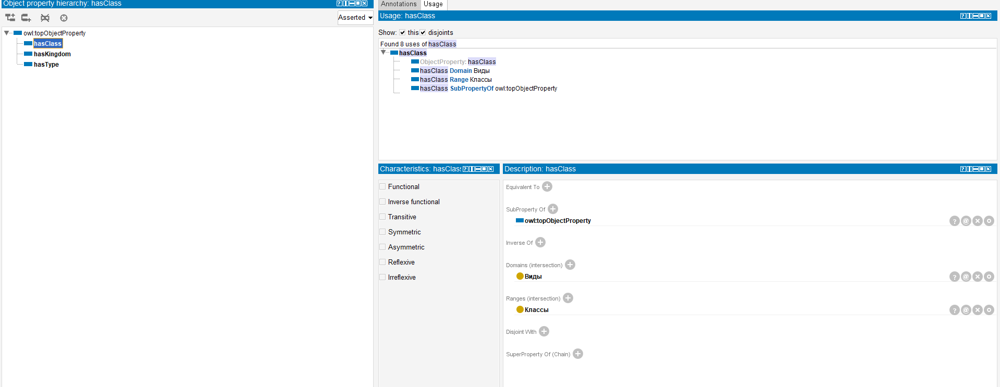 Object property hierarchy: hasClass
Asserted
owl:topObjectProperty
hasClass
hasKingdom
hasType
Annotations Usage
Usage: hasClass
Show: this disjoints
Found 8 uses of hasClass
hasClass
ObjectProperty: hasClass
hasClass Domain Виды
hasClass Range Классы
hasClass SubPropertyOf owl:topObjectProperty
Characteristics: hasClass
Functional
Inverse functional
Transitive
Symmetric
Asymmetric
Reflexive
Irreflexive
Description: hasClass
Equivalent To
SubProperty Of
owl:topObjectProperty
Inverse Of
Domains (intersection)
Виды
Ranges (intersection)
Классы
Disjoint With
SuperProperty Of (Chain)